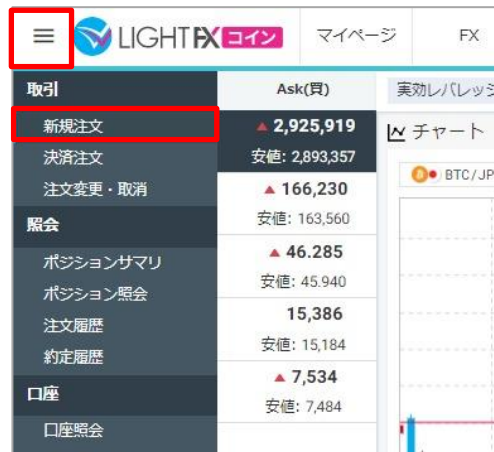 LIGHT FX コイン マイページ FX
取引
新規注文
決済注文
注文変更・取消
照会
ポジションサマリ
ポジション照会
注文履歴
約定履歴
口座
口座照会
Ask(買)
▲ 2,925,919
安値: 2,893,357
▲ 166,230
安値: 163,560
▲ 46.285
安値: 45.940
15,386
安値: 15,184
▲ 7,534
安値: 7,484
実効レバレッジ
チャート
BTC/JP